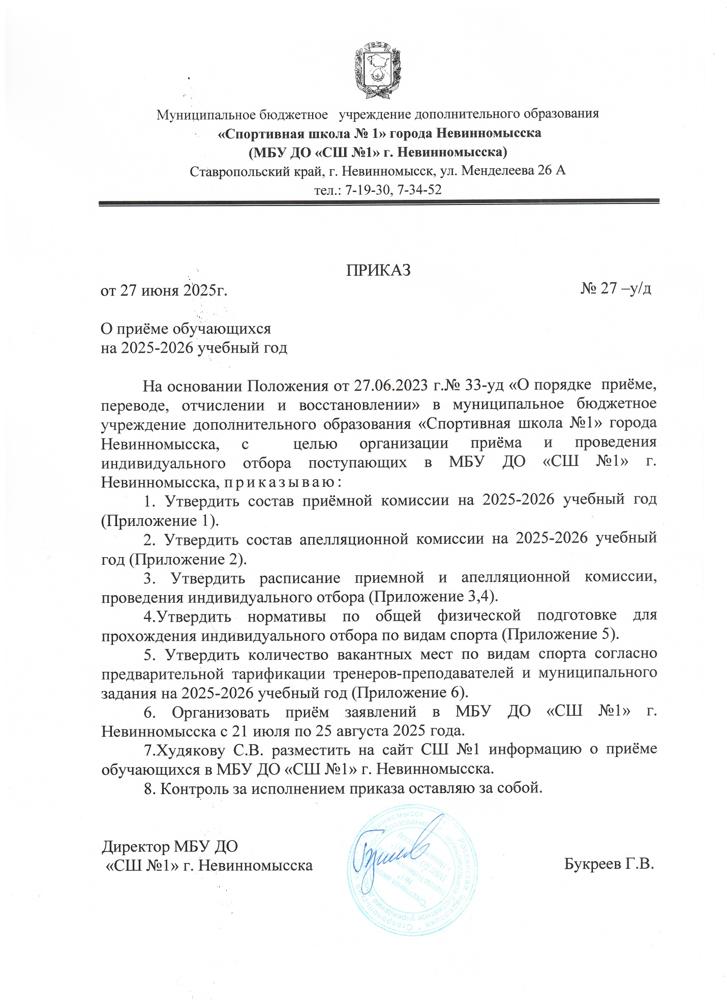 Муниципальное бюджетное учреждение дополнительного образования
«Спортивная школа № 1» города Невинномысска
(МБУ ДО «СШ №1» г. Невинномысска)
Ставропольский край, г. Невинномысск, ул. Менделеева 26 А
тел.: 7-19-30, 7-34-52
ПРИКАЗ
от 27 июня 2025г. № 27 –у/д
О приёме обучающихся
на 2025-2026 учебный год
На основании Положения от 27.06.2023 г.№ 33-уд «О порядке приёме,
переводе, отчислении и восстановлении» в муниципальное бюджетное
учреждение дополнительного образования «Спортивная школа №1» города
Невинномысска, с целью организации приёма и проведения
индивидуального отбора поступающих в МБУ ДО «СШ №1» г.
Невинномысска, приказываю:
1. Утвердить состав приёмной комиссии на 2025-2026 учебный год
(Приложение 1).
2. Утвердить состав апелляционной комиссии на 2025-2026 учебный
год (Приложение 2).
3. Утвердить расписание приемной и апелляционной комиссии,
проведения индивидуального отбора (Приложение 3,4).
4.Утвердить нормативы по общей физической подготовке для
прохождения индивидуального отбора по видам спорта (Приложение 5).
5. Утвердить количество вакантных мест по видам спорта согласно
предварительной тарификации тренеров-преподавателей и муниципального
задания на 2025-2026 учебный год (Приложение 6).
6. Организовать приём заявлений в МБУ ДО «СШ №1» г.
Невинномысска с 21 июля по 25 августа 2025 года.
7.Худякову С.В. разместить на сайт СШ №1 информацию о приёме
обучающихся в МБУ ДО «СШ №1» г. Невинномысска.
8. Контроль за исполнением приказа оставляю за собой.
Директор МБУ ДО
«СШ №1» г. Невинномысска Букреев Г.В.
Российская Федерация * Ставропольский край
муниципальное бюджетное учреждение